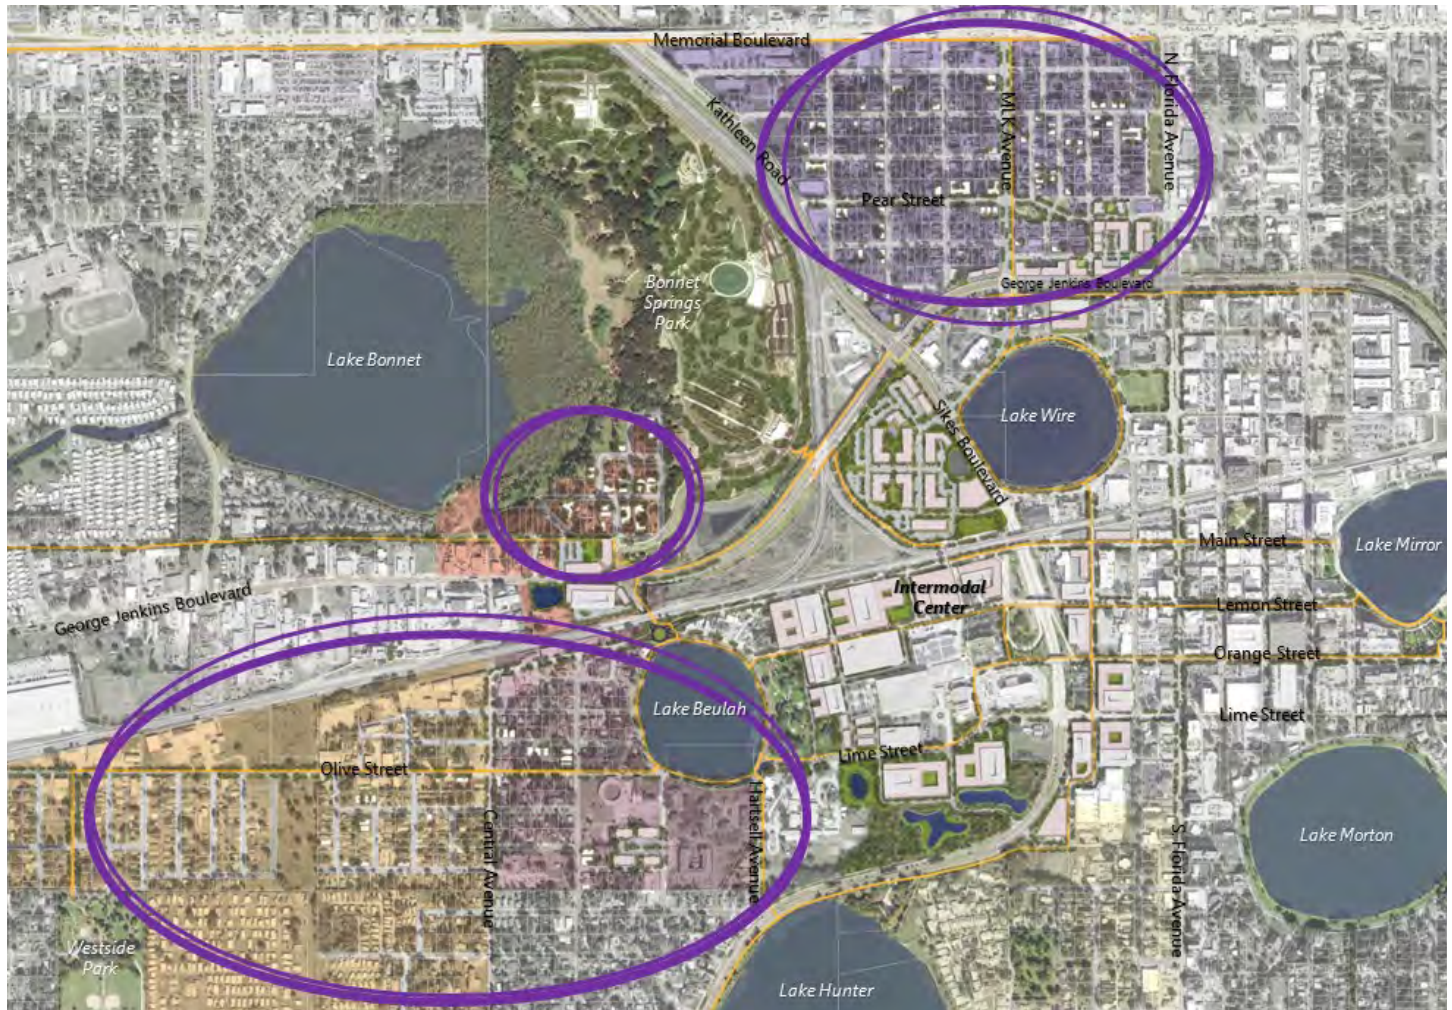 Memorial Boulevard
N. Florida Avenue
Kathleen Road
MLK Avenue
Pear Street
Bonnet
Springs
Park
George Jenkins Boulevard
Lake Bonnet
Sikes Boulevard
Lake Wire
Main Street
Lake Mirror
Intermodal
Center
George Jenkins Boulevard
Lemon Street
Orange Street
Lake Beulah
Lime Street
Lime Street
Olive Street
Central Avenue
Hartsell Avenue
S Florida Avenue
Lake Morton
Westside
Park
Lake Hunter